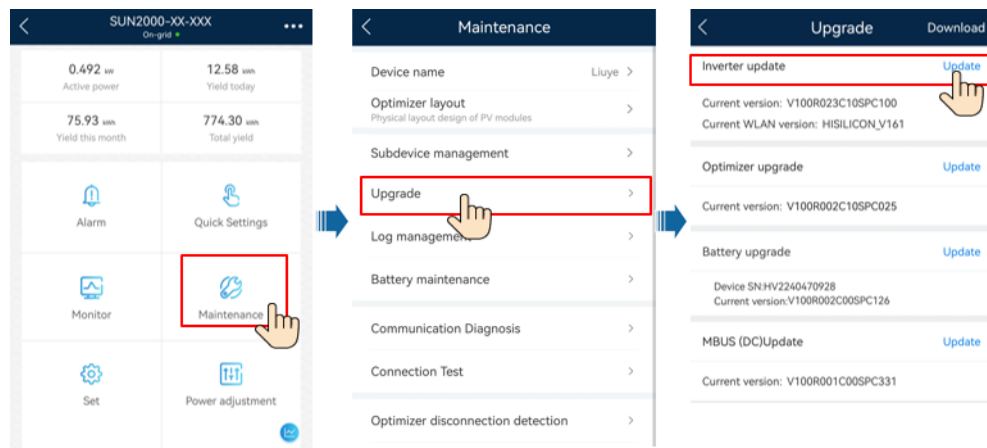 SUN2000-XX-XXX
On-grid
0.492 kW
Active power
12.58 kWh
Yield today
75.93 kWh
Yield this month
774.30 kWh
Total yield
Alarm
Quick Settings
Monitor
Maintenance
Set
Power adjustment
Maintenance
Device name
Liuye
Optimizer layout
Physical layout design of PV modules
Subdevice management
Upgrade
Log management
Battery maintenance
Communication Diagnosis
Connection Test
Optimizer disconnection detection
Upgrade
Download
Inverter update
Update
Current version: V100R023C10SPC100
Current WLAN version: HISILICON_V161
Optimizer upgrade
Update
Current version: V100R002C10SPC025
Battery upgrade
Update
Device SN:HV2240470928
Current version:V100R002C00SPC126
MBUS (DC)Update
Update
Current version: V100R001C00SPC331